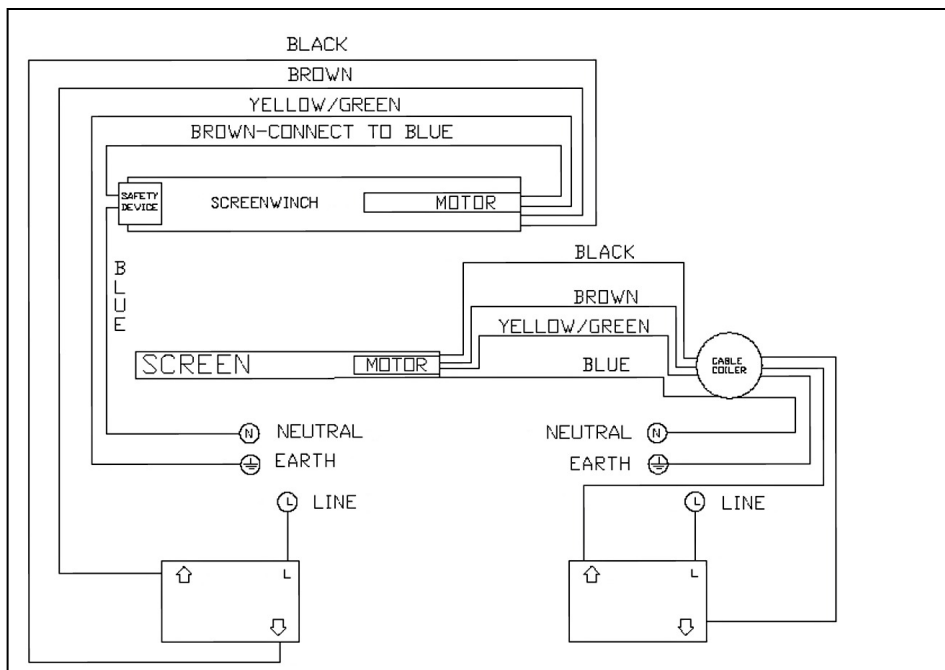 BLACK
BROWN
YELLOW/GREEN
BROWN-CONNECT TO BLUE
SAFETY
DEVICE
SCREENWINCH
MOTOR
BLUE
BLACK
BROWN
YELLOW/GREEN
BLUE
SCREEN
MOTOR
CABLE
COILER
N NEUTRAL
EARTH
L LINE
L
NEUTRAL N
EARTH
L LINE
L